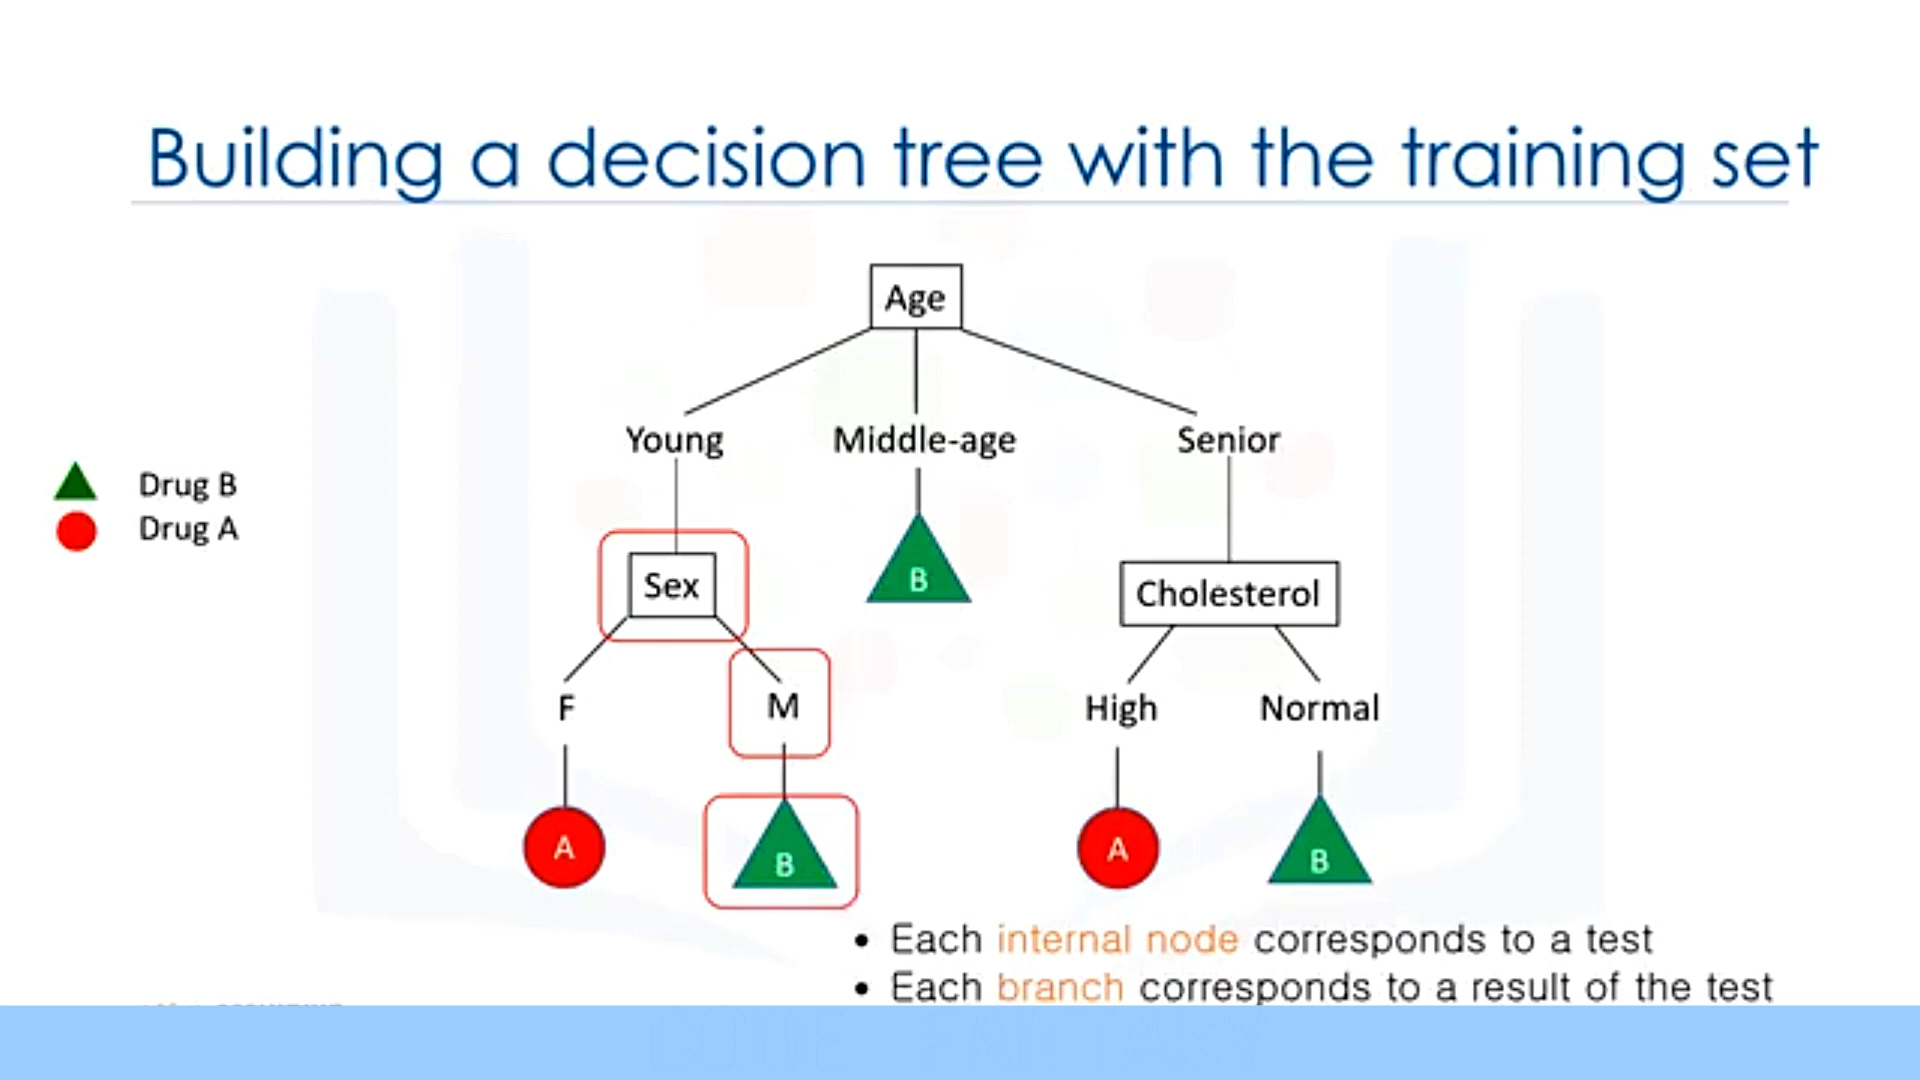 Building a decision tree with the training set
Age
Young Middle-age Senior
Drug B
Drug A
Sex
B
Cholesterol
F
M
High
Normal
A
B
A
B
• Each internal node corresponds to a test
• Each branch corresponds to a result of the test